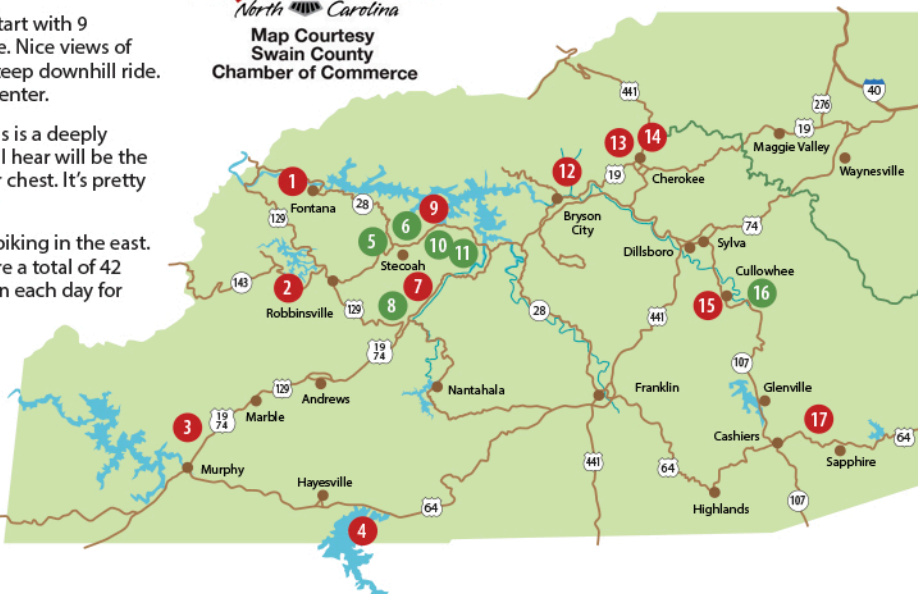 tart with 9
e. Nice views of
teep downhill ride.
enter.
s is a deeply
l hear will be the
r chest. It's pretty
biking in the east.
re a total of 42
n each day for
North Carolina
Map Courtesy
Swain County
Chamber of Commerce
441
40
276
19
14
13
Maggie Valley
12
19
Cherokee
Waynesville
1
Fontana
28
9
129
6
Bryson
City
74
5
10
11
Dillsboro
Sylva
Stecoah
Cullowhee
143
2
7
16
8
15
Robbinsville
129
28
441
19
74
107
129
Andrews
Nantahala
Franklin
Glenville
Marble
3
19
74
17
Cashiers
64
Murphy
Sapphire
441
64
Hayesville
64
Highlands
107
4